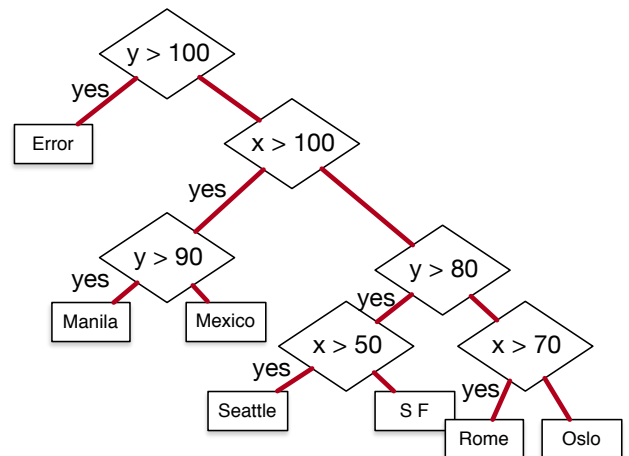 y > 100
yes
Error
x > 100
yes
y > 90
yes
Manila
Mexico
y > 80
yes
x > 50
yes
Seattle
S F
x > 70
yes
Rome
Oslo